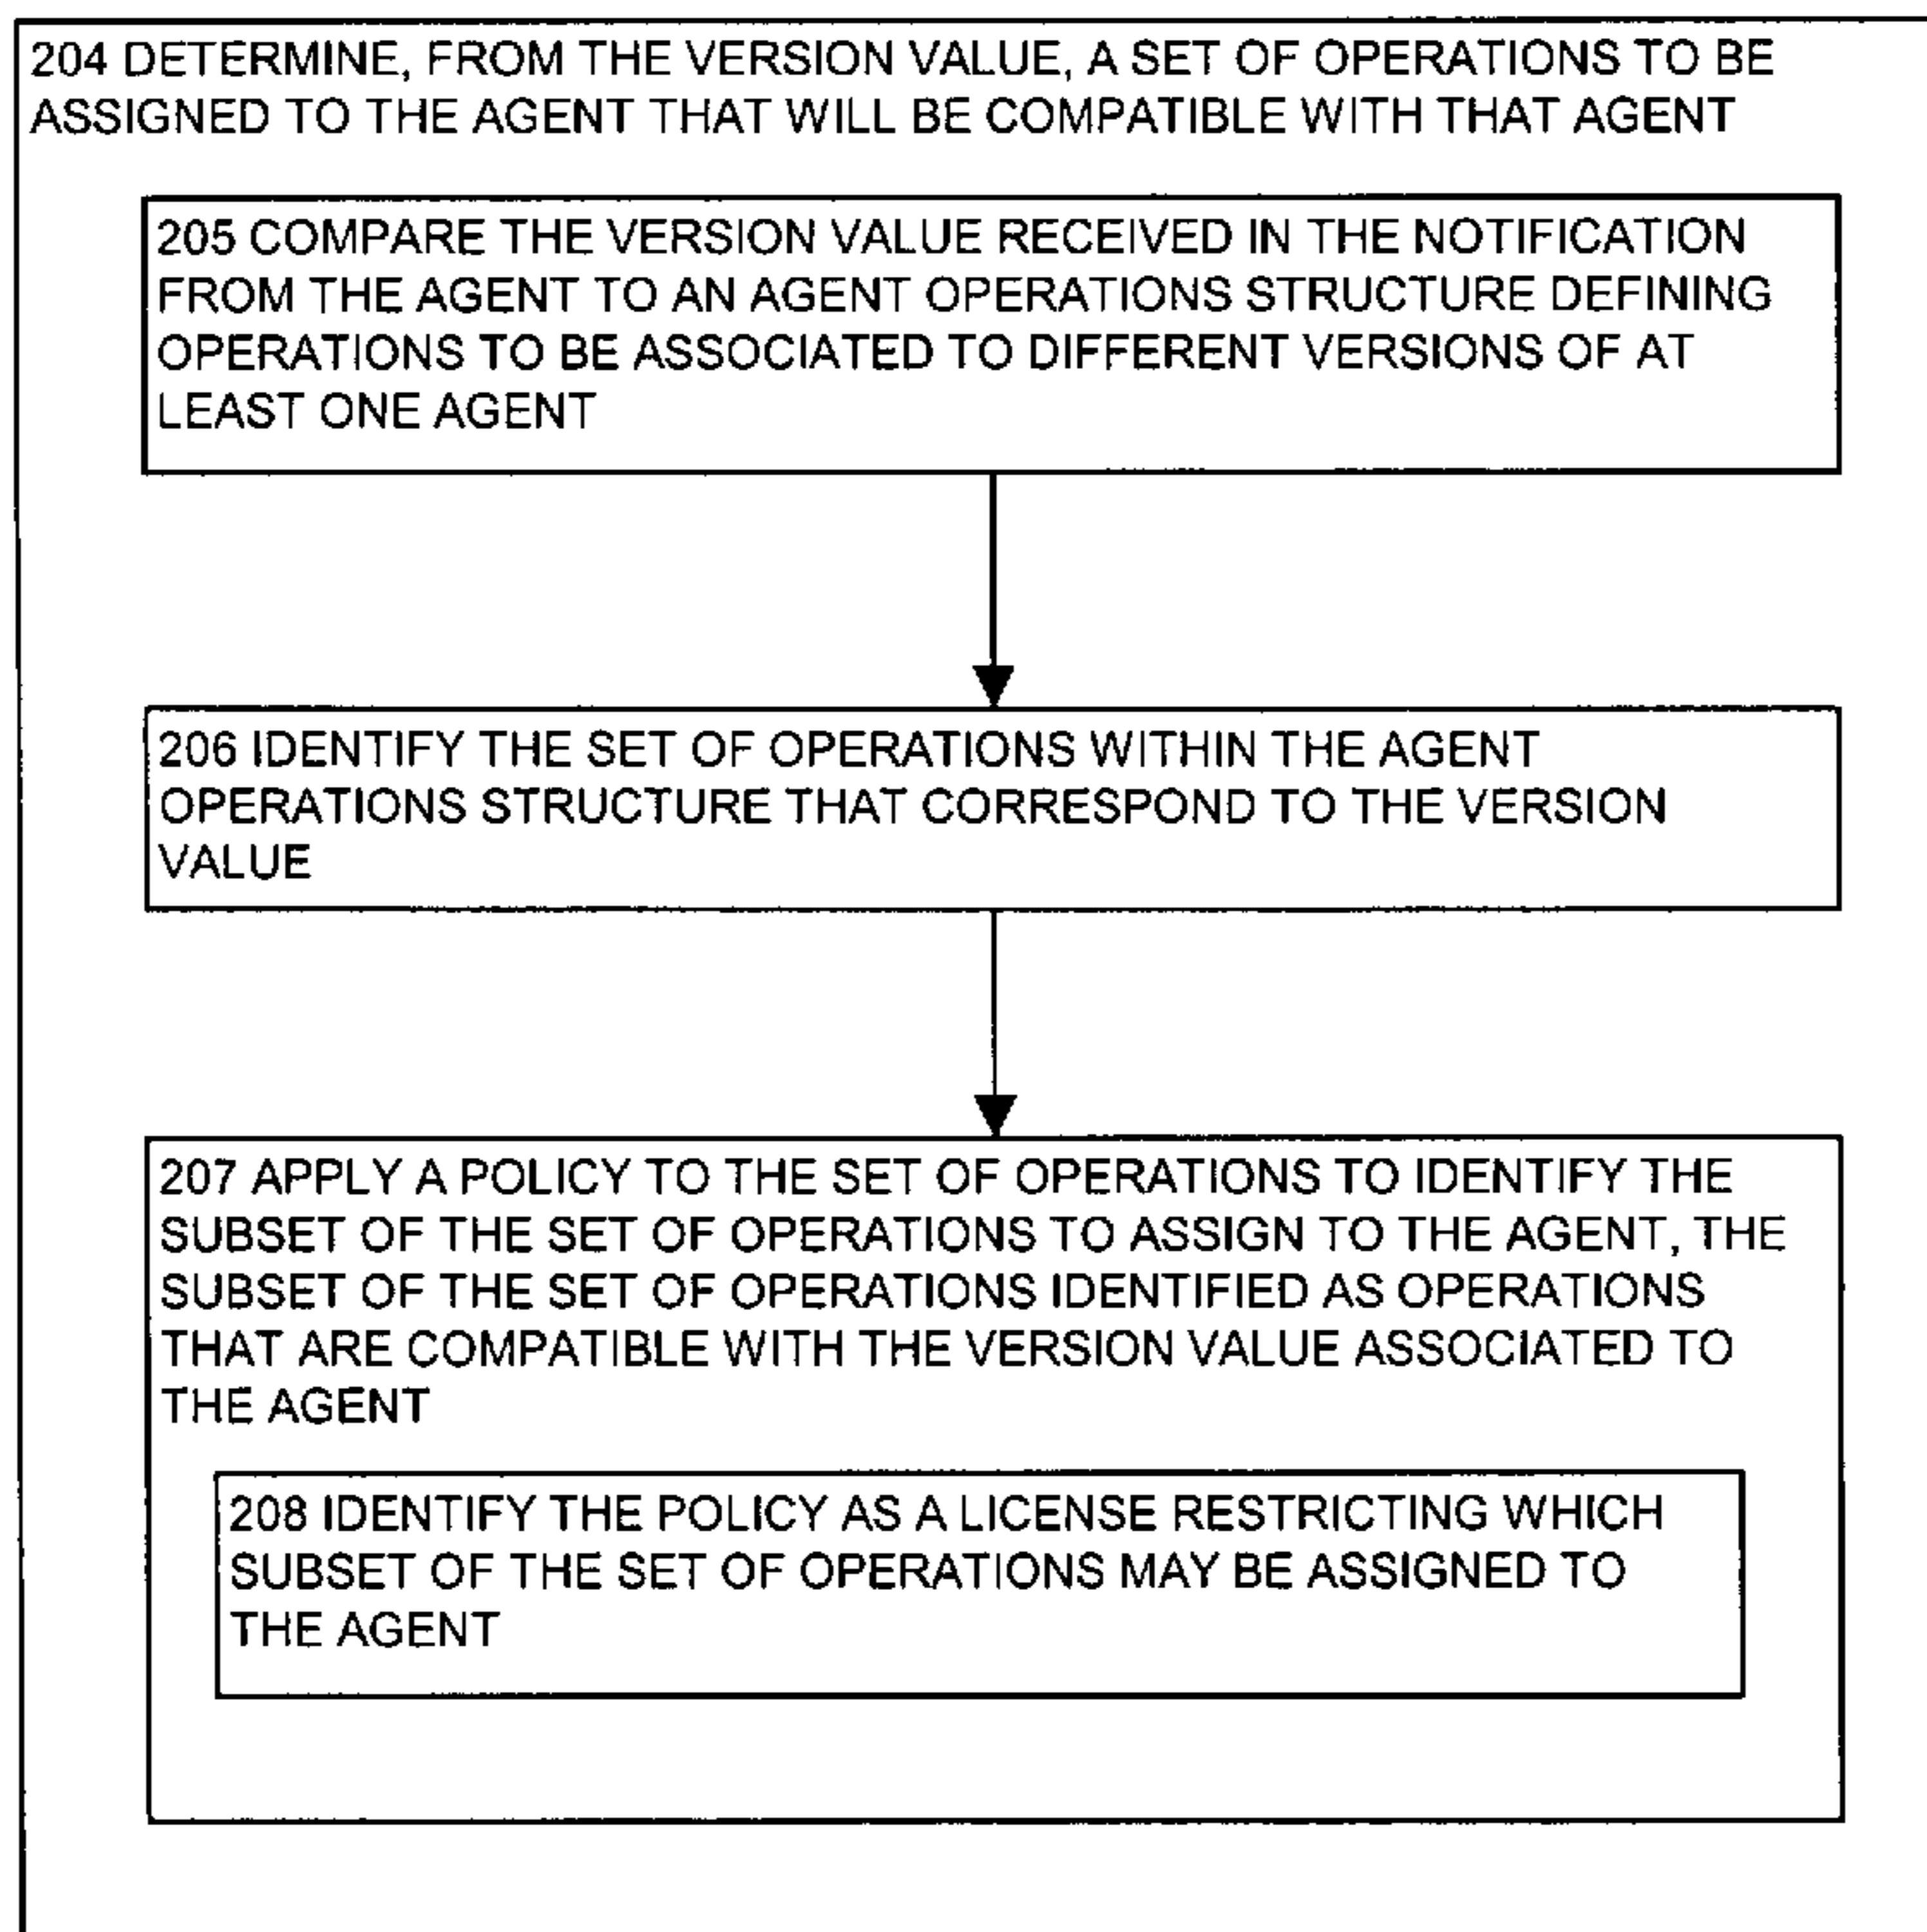 204 DETERMINE, FROM THE VERSION VALUE, A SET OF OPERATIONS TO BE
ASSIGNED TO THE AGENT THAT WILL BE COMPATIBLE WITH THAT AGENT
205 COMPARE THE VERSION VALUE RECEIVED IN THE NOTIFICATION
FROM THE AGENT TO AN AGENT OPERATIONS STRUCTURE DEFINING
OPERATIONS TO BE ASSOCIATED TO DIFFERENT VERSIONS OF AT
LEAST ONE AGENT
206 IDENTIFY THE SET OF OPERATIONS WITHIN THE AGENT
OPERATIONS STRUCTURE THAT CORRESPOND TO THE VERSION
VALUE
207 APPLY A POLICY TO THE SET OF OPERATIONS TO IDENTIFY THE
SUBSET OF THE SET OF OPERATIONS TO ASSIGN TO THE AGENT, THE
SUBSET OF THE SET OF OPERATIONS IDENTIFIED AS OPERATIONS
THAT ARE COMPATIBLE WITH THE VERSION VALUE ASSOCIATED TO
THE AGENT
208 IDENTIFY THE POLICY AS A LICENSE RESTRICTING WHICH
SUBSET OF THE SET OF OPERATIONS MAY BE ASSIGNED TO
THE AGENT